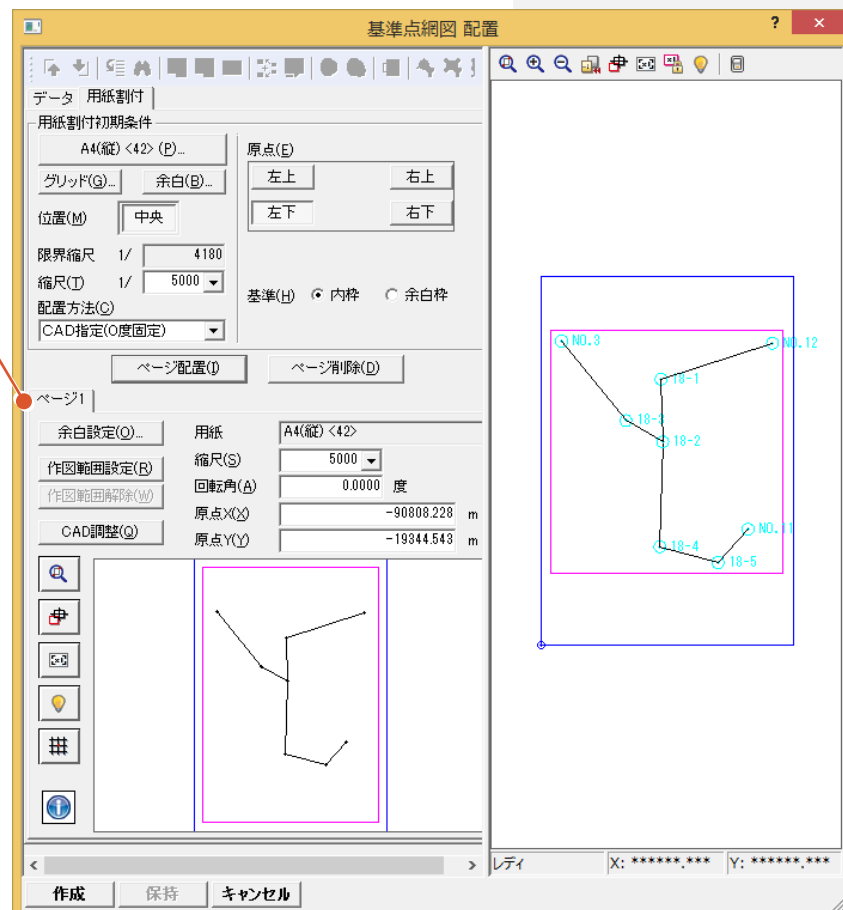 基準点網図 配置
? ×
データ 用紙割付
用紙割付初期条件
A4(縦) <42> (P)...
グリッド(G)... 余白(B)...
位置(M) 中央
限界縮尺 1/ 4180
縮尺(T) 1/ 5000
配置方法(C)
CAD指定(0度固定)
原点(E)
左上 右上
左下 右下
基準(H) 内枠 余白枠
ページ配置(I) ページ削除(D)
ページ1
余白設定(O)...
作図範囲設定(R)
作図範囲解除(W)
CAD調整(Q)
用紙 A4(縦) <42>
縮尺(S) 5000
回転角(A) 0.0000 度
原点X(X) -90808.228 m
原点Y(Y) -19344.543 m
NO.3
NO.12
18-1
18-3
18-2
NO.11
18-4
18-5
レディ X: ******.*** Y: ******.***
作成 保持 キャンセル